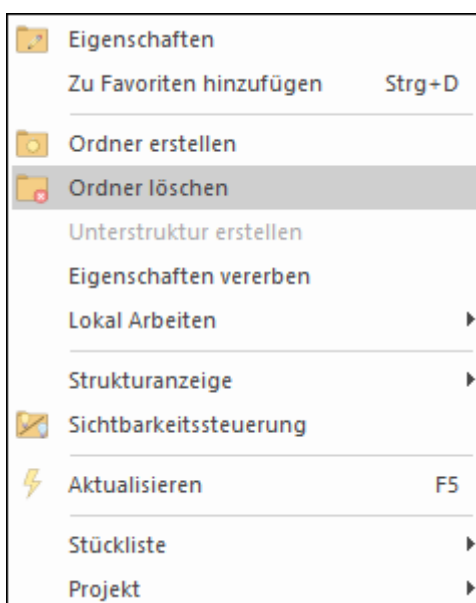 Eigenschaften
Zu Favoriten hinzufügen Strg+D
Ordner erstellen
Ordner löschen
Unterstruktur erstellen
Eigenschaften vererben
Lokal Arbeiten
Strukturanzeige
Sichtbarkeitssteuerung
Aktualisieren F5
Stückliste
Projekt